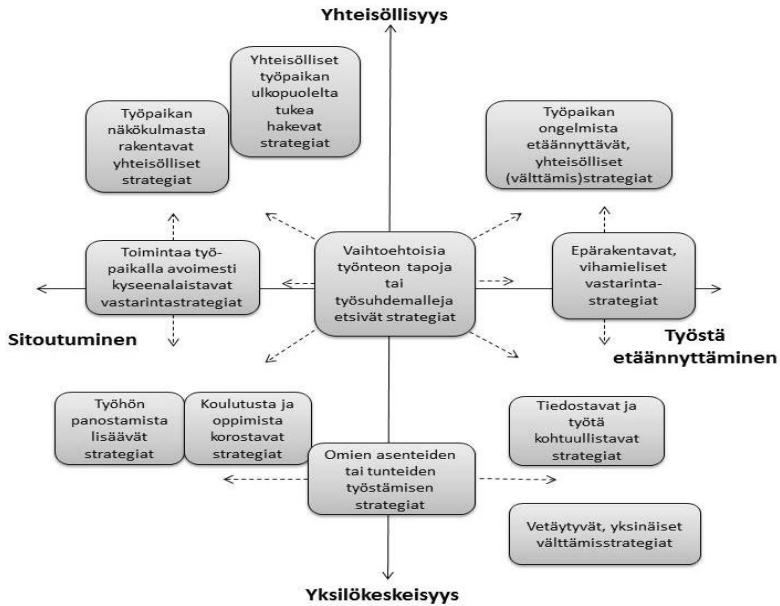 Yhteisöllisyys
Yhteisölliset
työpaikan
ulkopuolelta
tukea
hakevat
strategiat
Työpaikan
näkökulmasta
rakentavat
yhteisölliset
strategiat
Työpaikan
ongelmista
etäännyttävät,
yhteisölliset
(välttämis)strategiat
Toimintaa työ-
paikalla avoimesti
kyseenalaistavat
vastarintastrategiat
Vaihtoehtoisia
työnteon tapoja
tai
työsuhdemalleja
etsivät strategiat
Epärakentavat,
vihamieliset
vastarinta-
strategiat
Sitoutuminen
Työstä
etäännyttäminen
Työhön
panostamista
lisäävät
strategiat
Koulutusta ja
oppimista
korostavat
strategiat
Omien asenteiden
tai tunteiden
työstämisen
strategiat
Tiedostavat ja
työtä
kohtuullistavat
strategiat
Vetäytyvät, yksinäiset
välttämisstrategiat
Yksilökeskeisyys